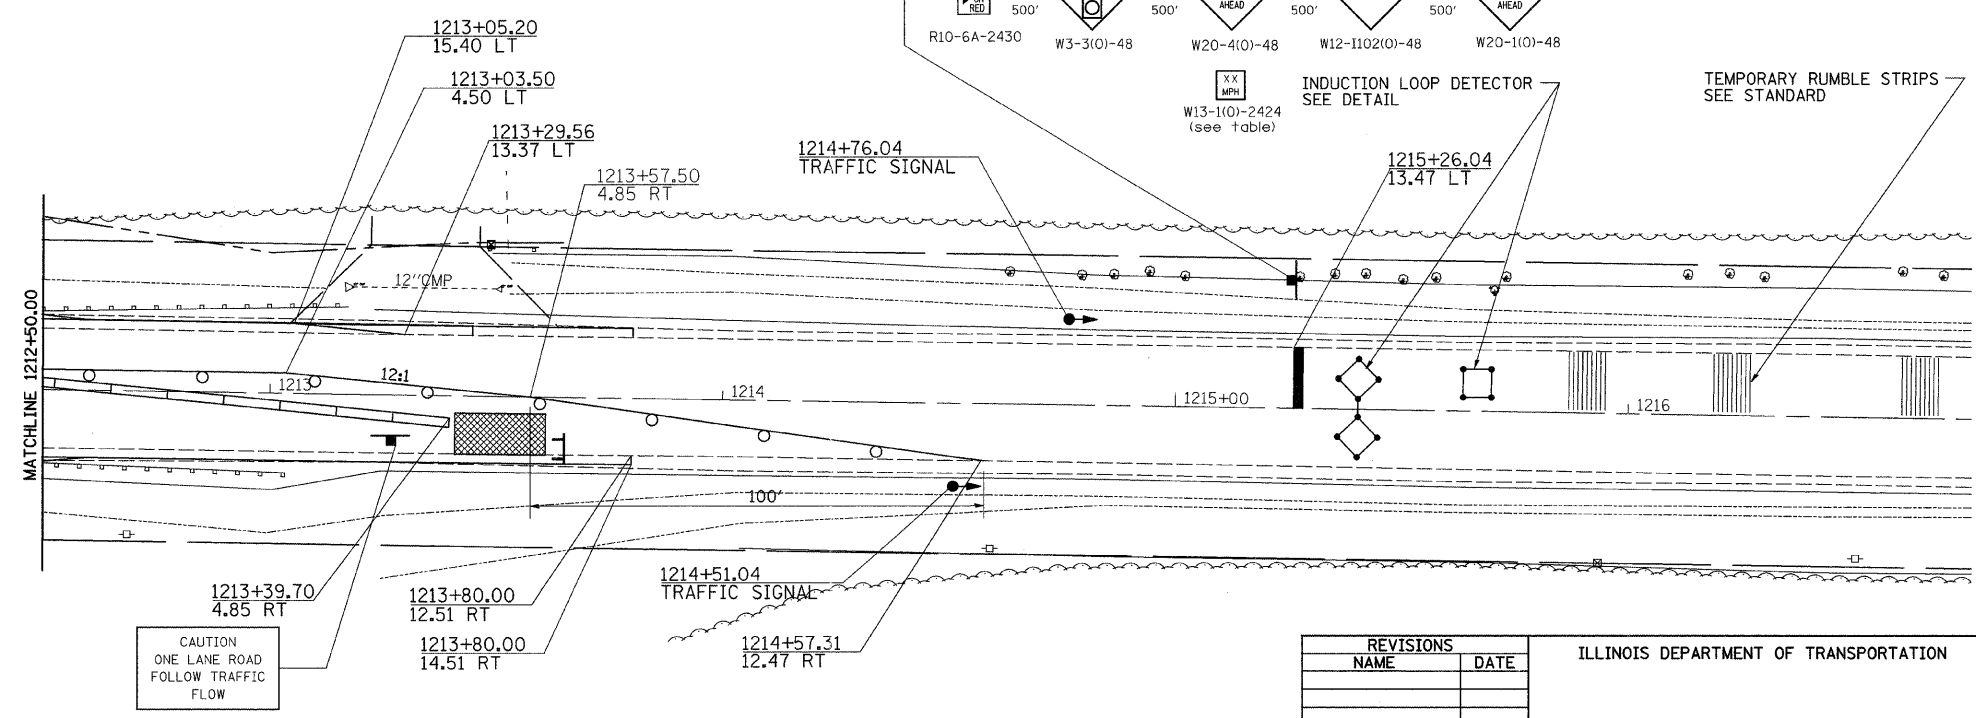 ON
RED
500'
500'
AHEAD
500'
500'
AHEAD
R10-6A-2430
W3-3(O)-48
W20-4(O)-48
W12-I102(O)-48
W20-1(O)-48
XX
MPH
W13-1(O)-2424
(see table)
INDUCTION LOOP DETECTOR
SEE DETAIL
TEMPORARY RUMBLE STRIPS
SEE STANDARD
1213+05.20
15.40 LT
1213+03.50
4.50 LT
1213+29.56
13.37 LT
1213+57.50
4.85 RT
1214+76.04
TRAFFIC SIGNAL
1215+26.04
13.47 LT
MATCHLINE 1212+50.00
12"CMP
12:1
1213
1214
1215+00
1216
100'
1213+39.70
4.85 RT
1213+80.00
12.51 RT
1213+80.00
14.51 RT
1214+51.04
TRAFFIC SIGNAL
1214+57.31
12.47 RT
CAUTION
ONE LANE ROAD
FOLLOW TRAFFIC
FLOW
REVISIONS
NAME
DATE
ILLINOIS DEPARTMENT OF TRANSPORTATION